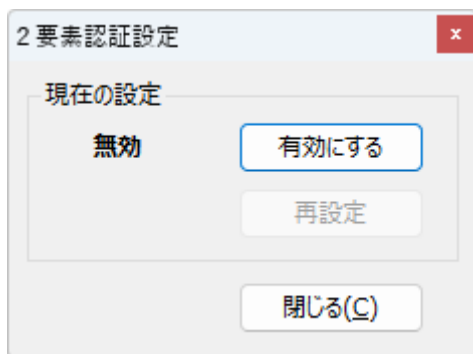 2要素認証設定
x
現在の設定
無効
有効にする
再設定
閉じる(C)